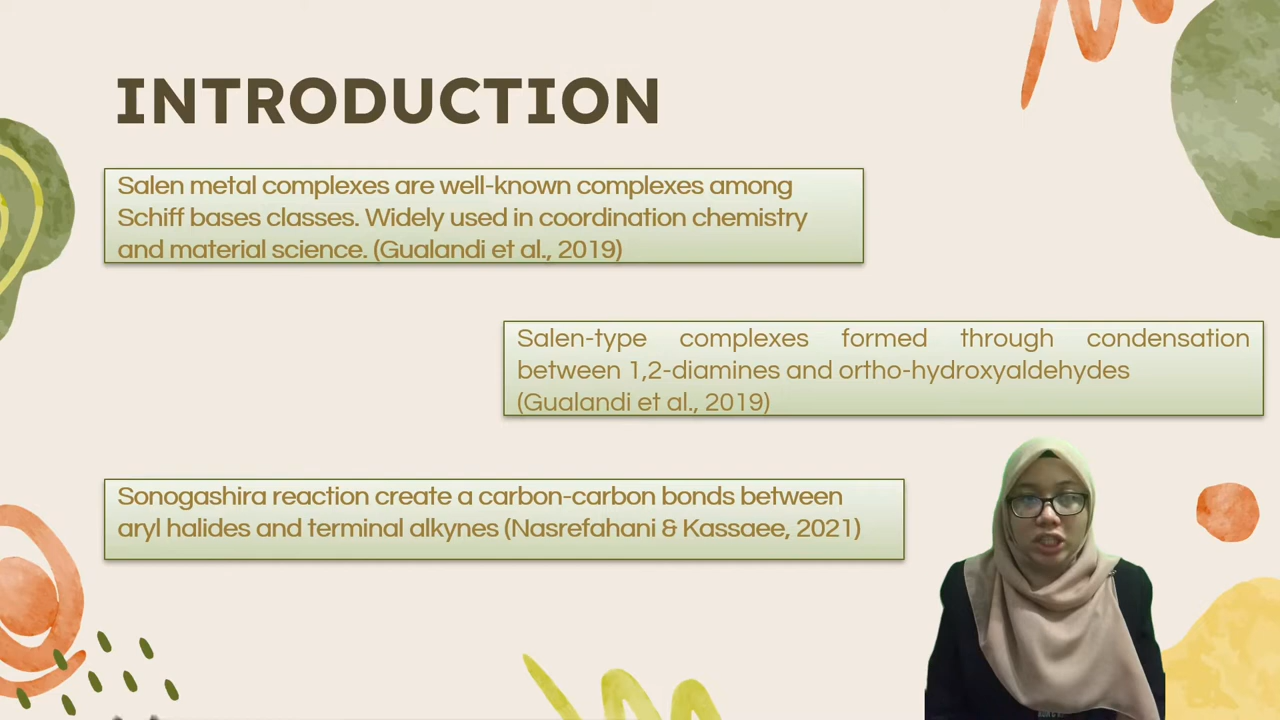 INTRODUCTION
Salen metal complexes are well-known complexes among
Schiff bases classes. Widely used in coordination chemistry
and material science. (Gualandi et al., 2019)
Salen-type complexes formed through condensation
between 1,2-diamines and ortho-hydroxyaldehydes
(Gualandi et al., 2019)
Sonogashira reaction create a carbon-carbon bonds between
aryl halides and terminal alkynes (Nasrefahani & Kassaee, 2021)